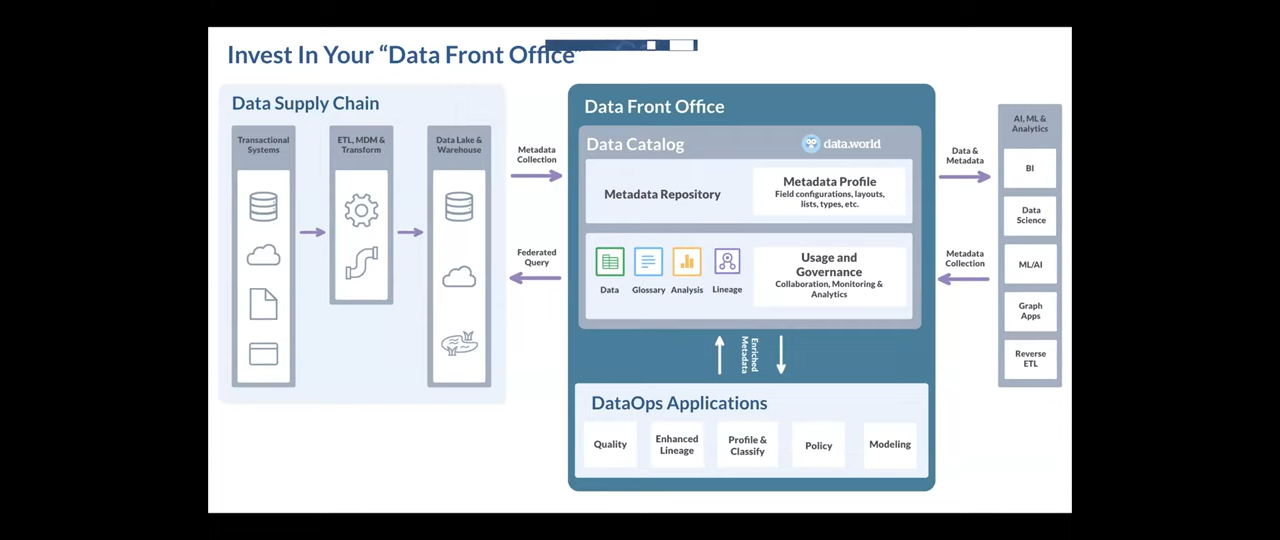 Invest In Your “Data Front Office”
Data Supply Chain
Transactional
Systems
ETL, MDM &
Transform
Data Lake &
Warehouse
Metadata
Collection
Federated
Query
Data Front Office
Data Catalog
data.world
Metadata Repository
Metadata Profile
Field configurations, layouts,
lists, types, etc.
Data
Glossary
Analysis
Lineage
Usage and
Governance
Collaboration, Monitoring &
Analytics
Enriched
Metadata
DataOps Applications
Quality
Enhanced
Lineage
Profile &
Classify
Policy
Modeling
Data &
Metadata
Metadata
Collection
AI, ML &
Analytics
BI
Data
Science
ML/AI
Graph
Apps
Reverse
ETL